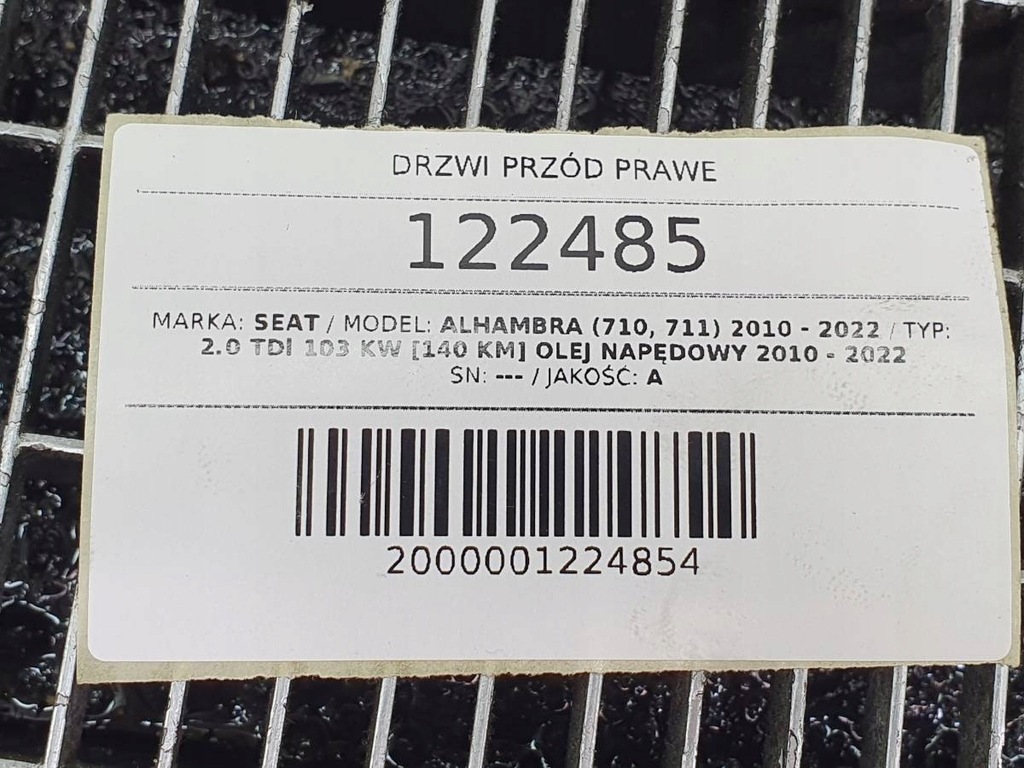 DRZWI PRZÓD PRAWE
122485
MARKA: SEAT / MODEL: ALHAMBRA (710, 711) 2010 - 2022 / TYP:
2.0 TDI 103 KW [140 KM] OLEJ NAPĘDOWY 2010 - 2022
SN: --- / JAKOŚĆ: A
2000001224854